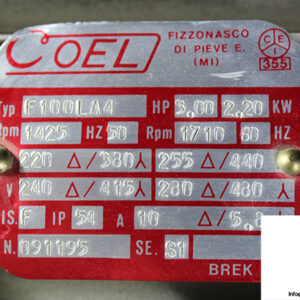 COEL
FIZZONASCO
DI PIEVE E.
(MI)
CEI
355
Typ F100LA4 HP 3,00 2,20 KW
Rpm 1425 HZ 50 Rpm 1710 60 HZ
220 Δ/380⅄ 255 Δ/440
V 240 Δ/415⅄ 280 Δ/480⅄
IS. F IP 54 A 10 Δ/5,8
N. 091195 SE. S1
BREK